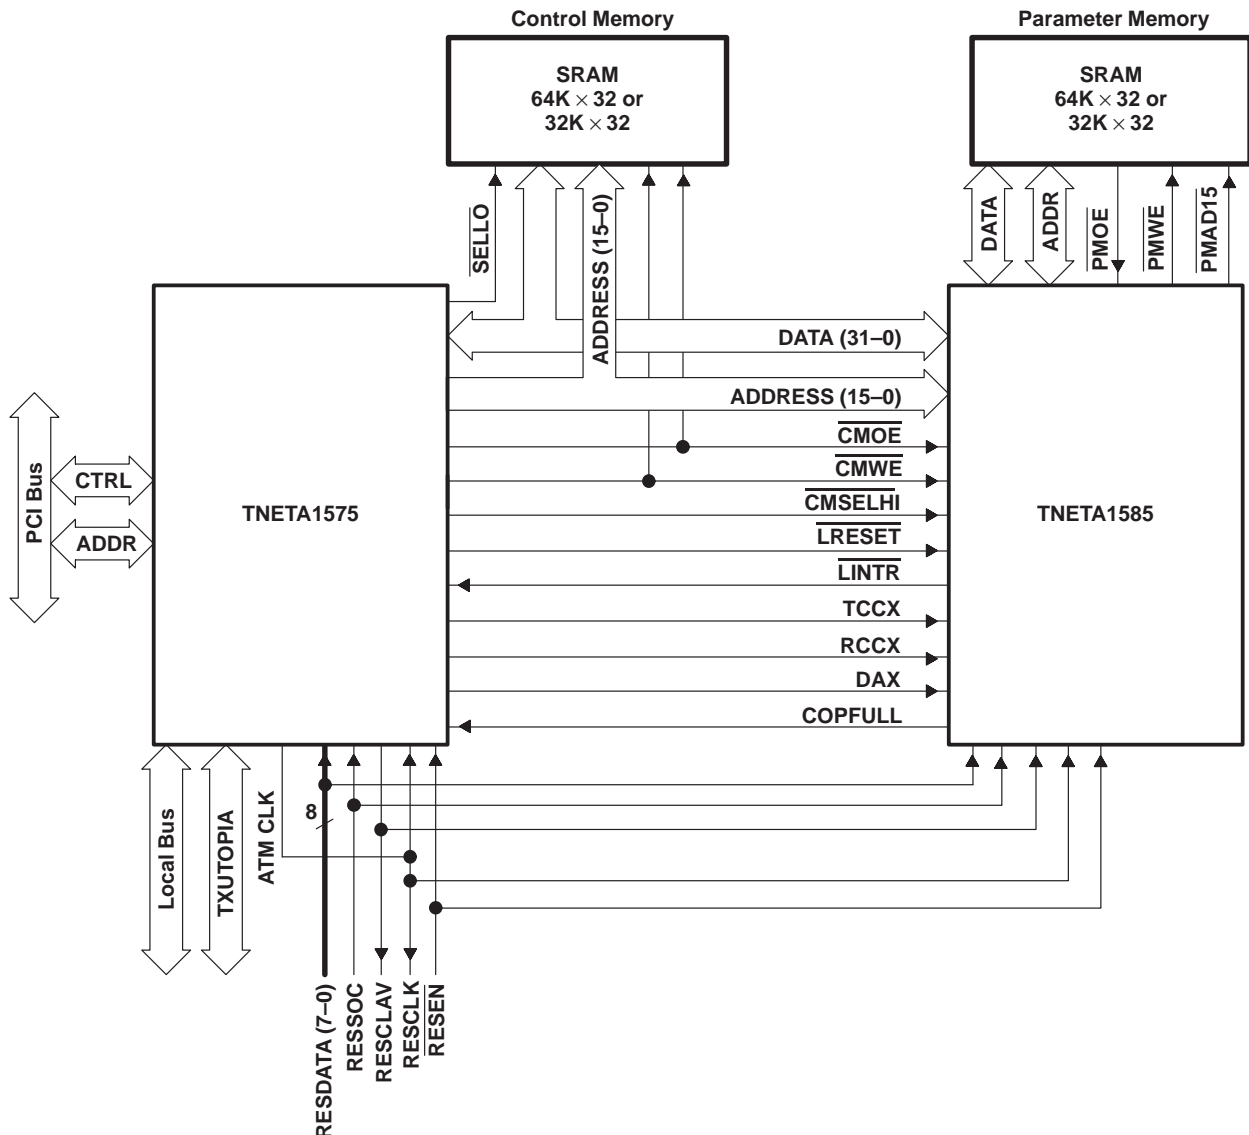 Control Memory
Parameter Memory
SRAM
64K × 32 or
32K × 32
SRAM
64K × 32 or
32K × 32
SELLO
ADDRESS (15–0)
DATA
ADDR
PMOE
PMWE
PMAD15
DATA (31–0)
ADDRESS (15–0)
CMOE
CMWE
CMSELHI
LRESET
LINTR
TCCX
RCCX
DAX
COPFULL
PCI Bus
CTRL
ADDR
TNETA1575
TNETA1585
Local Bus
TXUTOPIA
ATM CLK
8
RESDATA (7–0)
RESSOC
RESCLAV
RESCLK
RESEN